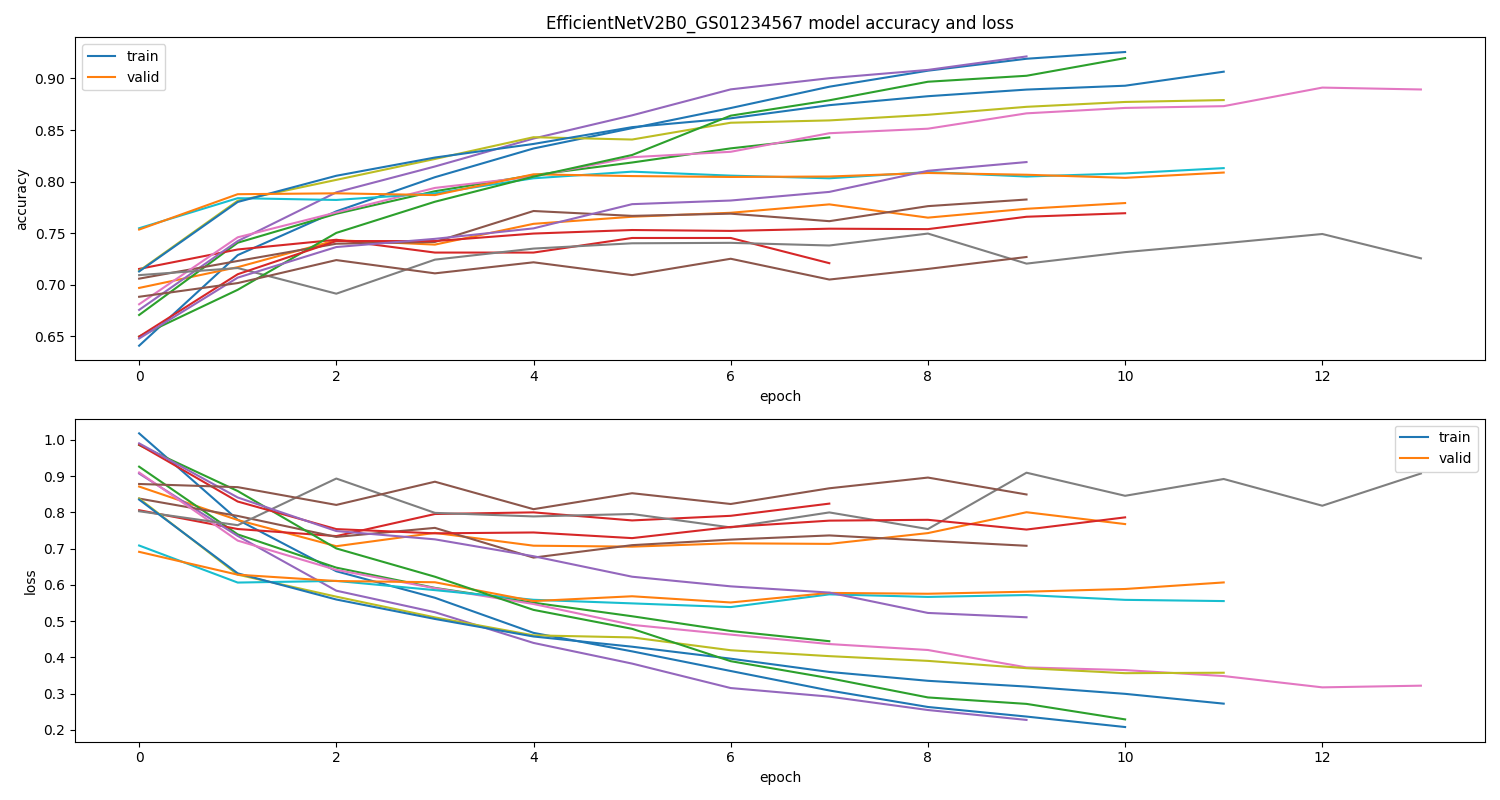 EfficientNetV2B0_GS01234567 model accuracy and loss
train
valid
accuracy
0.90
0.85
0.80
0.75
0.70
0.65
0 2 4 6 8 10 12
epoch
train
valid
loss
1.0
0.9
0.8
0.7
0.6
0.5
0.4
0.3
0.2
0 2 4 6 8 10 12
epoch